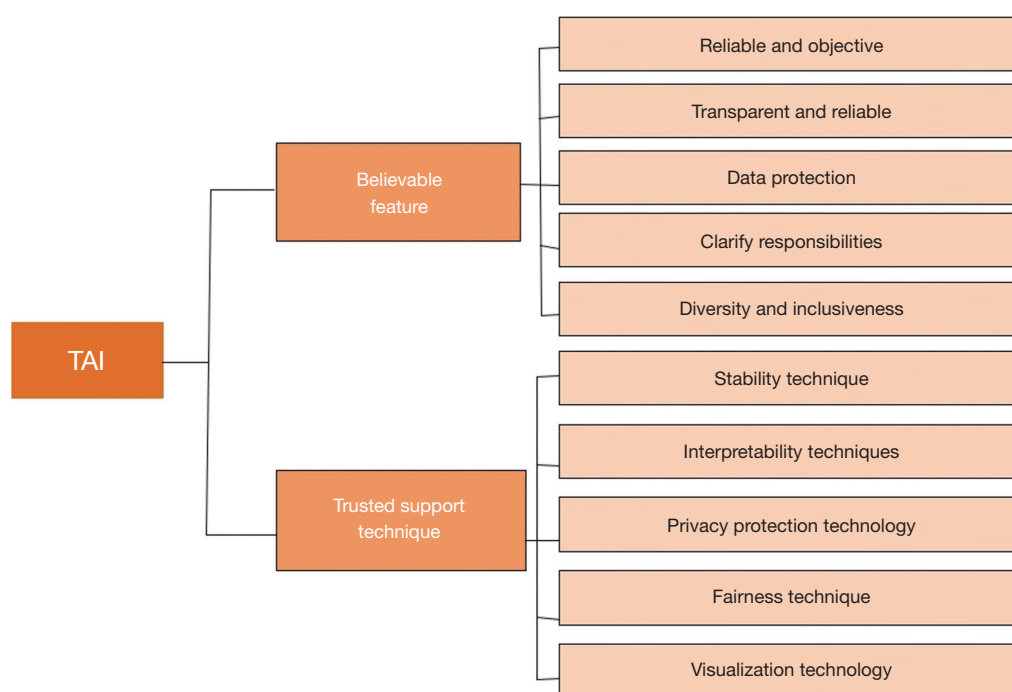 TAI
Believable
feature
Reliable and objective
Transparent and reliable
Data protection
Clarify responsibilities
Diversity and inclusiveness
Trusted support
technique
Stability technique
Interpretability techniques
Privacy protection technology
Fairness technique
Visualization technology